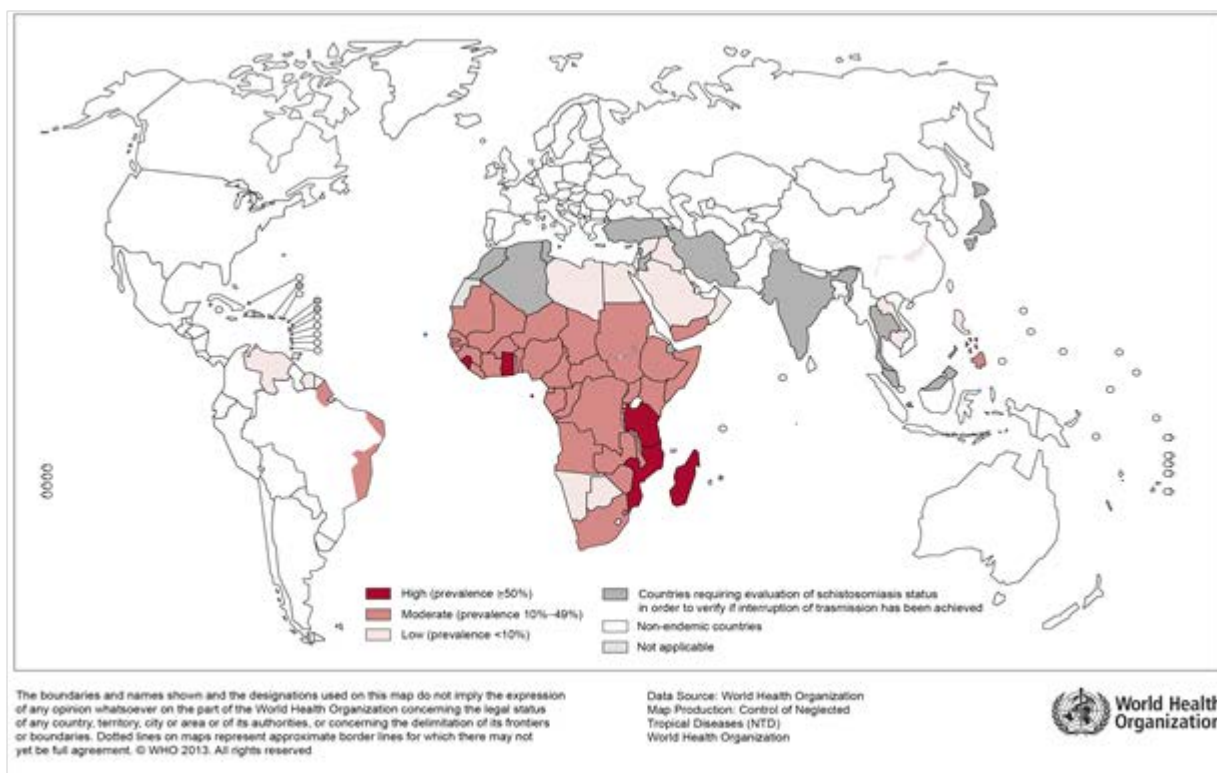 High (prevalence ≥50%)
Moderate (prevalence 10%–49%)
Low (prevalence <10%)
Countries requiring evaluation of schistosomiasis status
in order to verify if interruption of trasmission has been achieved
Non-endemic countries
Not applicable
The boundaries and names shown and the designations used on this map do not imply the expression
of any opinion whatsoever on the part of the World Health Organization concerning the legal status
of any country, territory, city or area or of its authorities, or concerning the delimitation of its frontiers
or boundaries. Dotted lines on maps represent approximate border lines for which there may not
yet be full agreement. © WHO 2013. All rights reserved
Data Source: World Health Organization
Map Production: Control of Neglected
Tropical Diseases (NTD)
World Health Organization
World Health
Organization